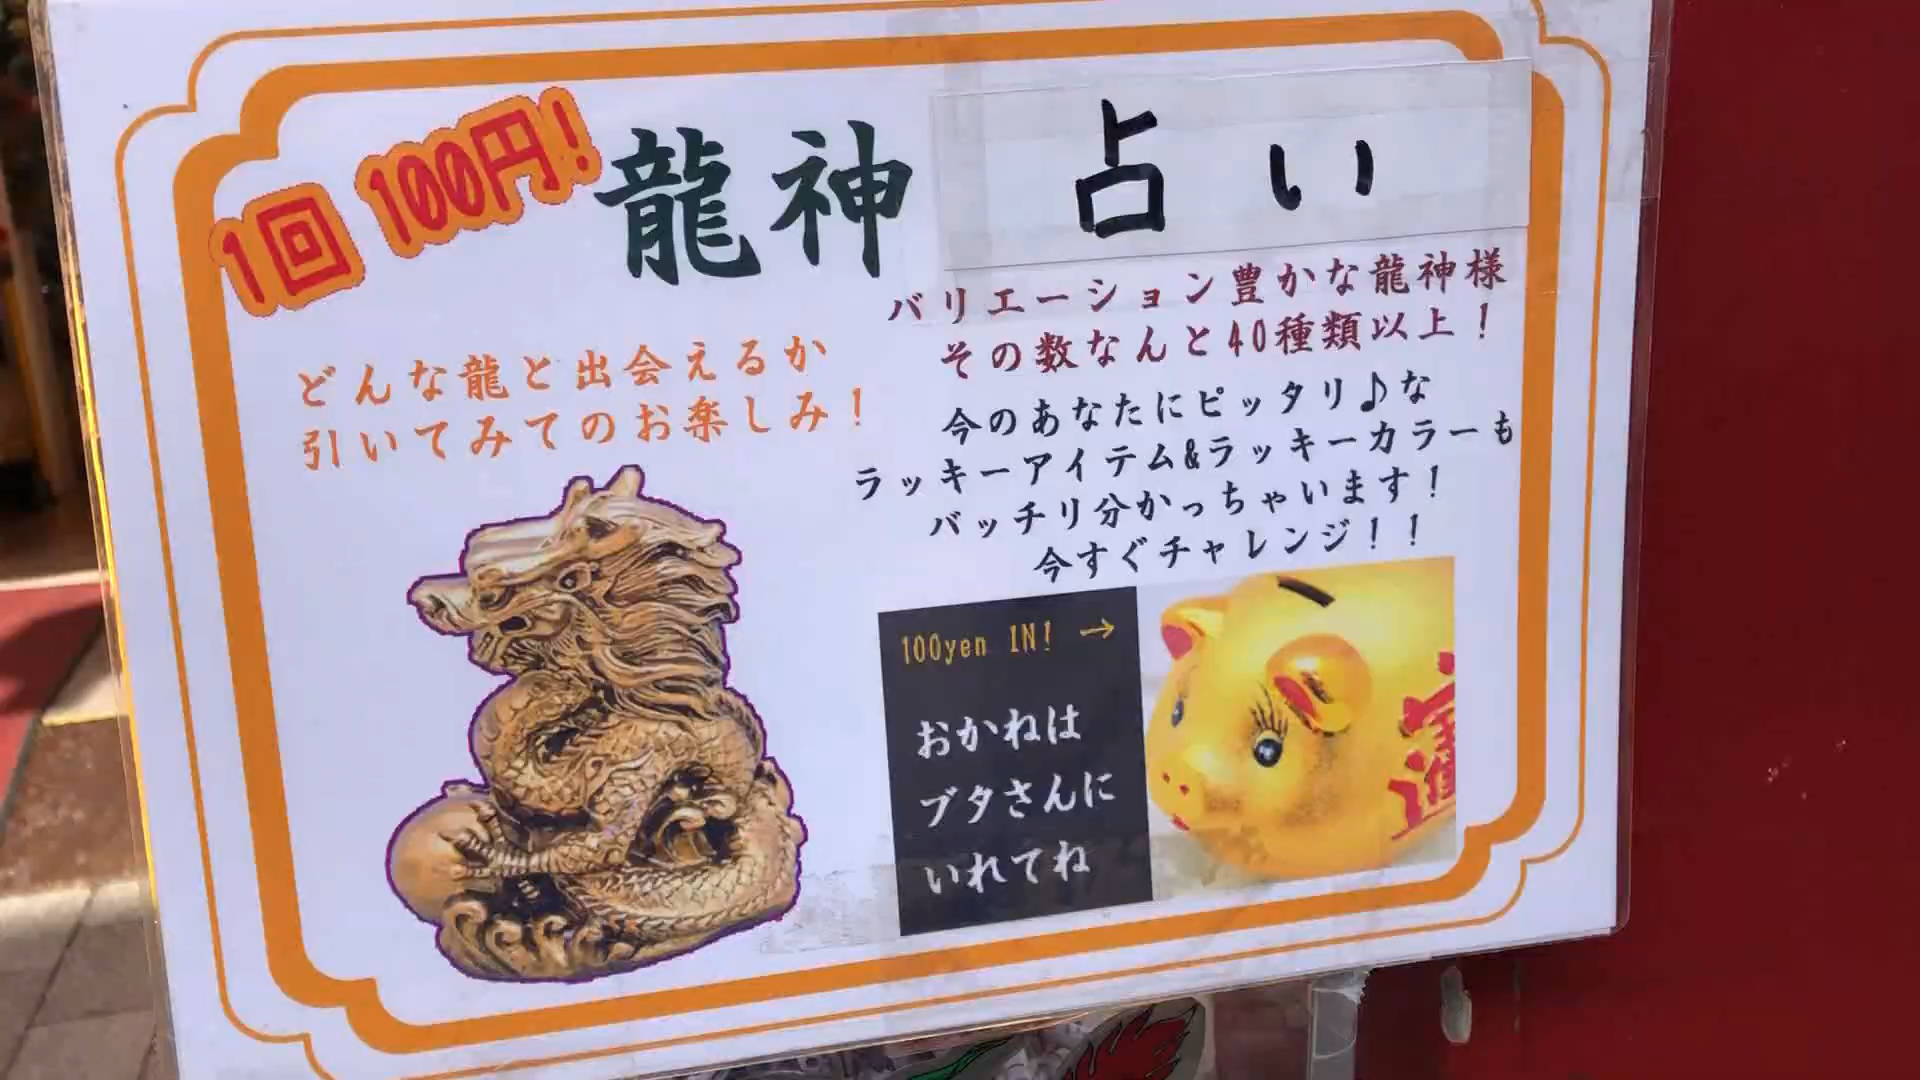 1回 100円!
龍神 占い
どんな龍と出会えるか
引いてみてのお楽しみ!
バリエーション豊かな龍神様
その数なんと40種類以上!
今のあなたにピッタリ♪な
ラッキーアイテム&ラッキーカラーも
バッチリ分かっちゃいます!
今すぐチャレンジ!!
100yen IN! →
おかねは
ブタさんに
いれてね